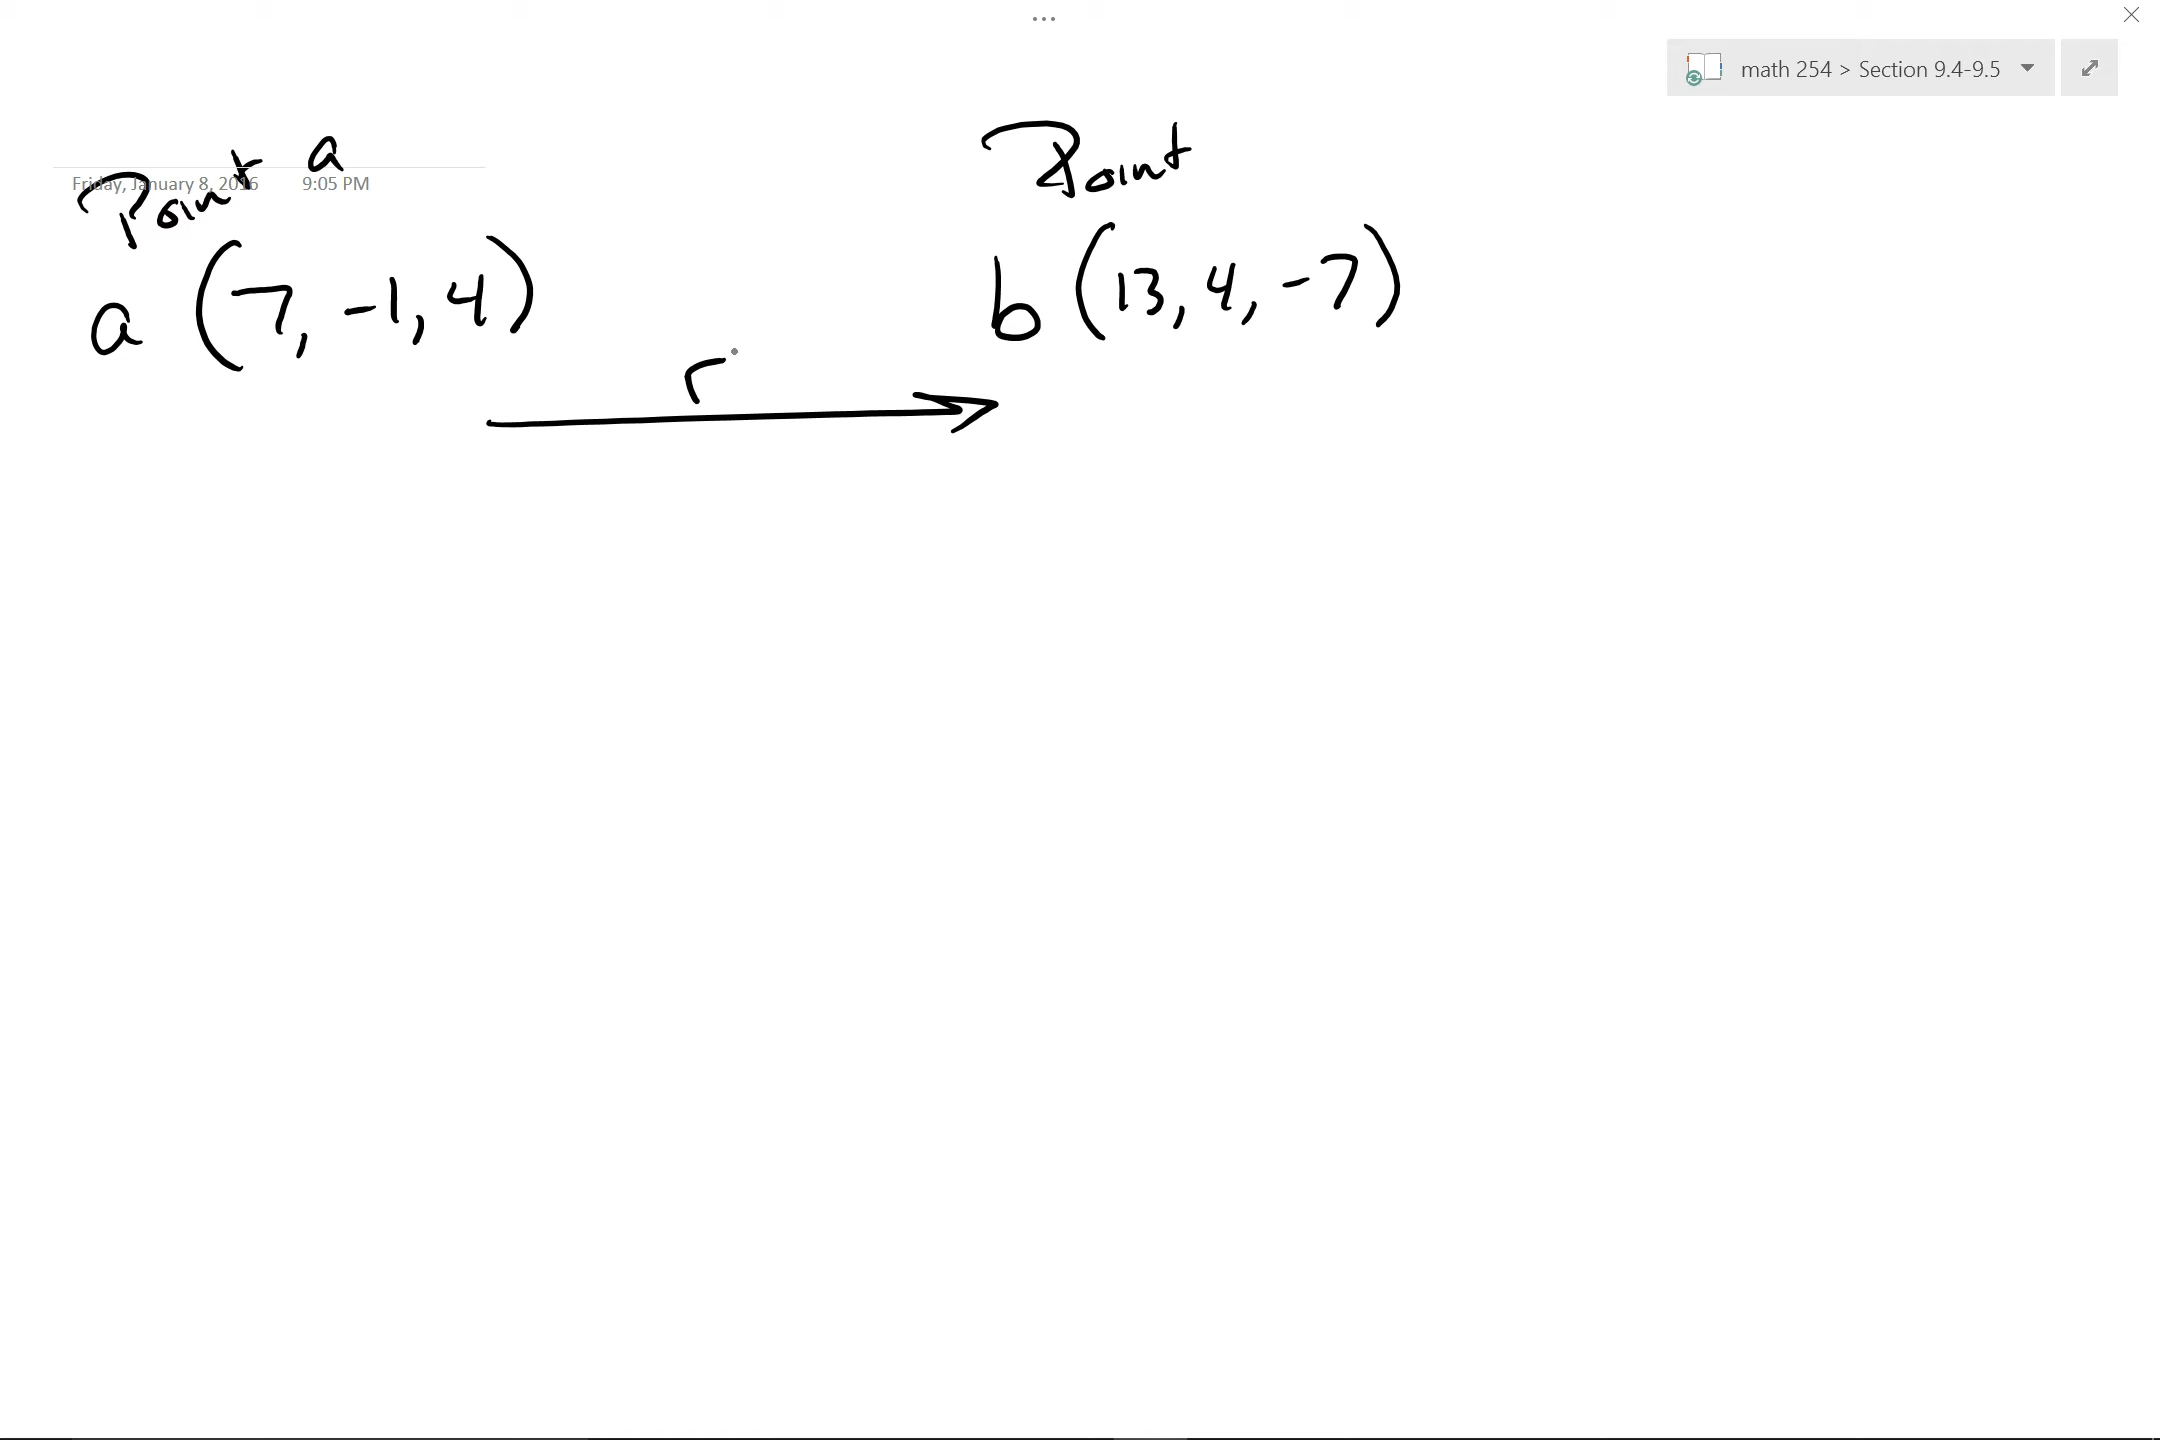 math 254 > Section 9.4-9.5
Point a
Friday, January 8, 2016 9:05 PM
Point
a (7, -1, 4)
b (13, 4, -7)
r